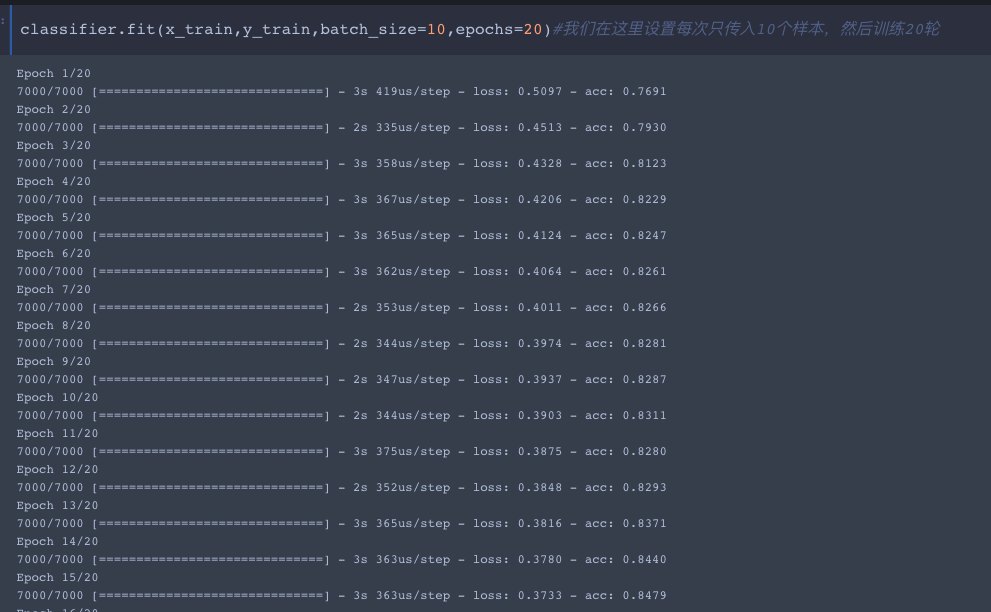 classifier.fit(x_train,y_train,batch_size=10,epochs=20)#我们在这里设置每次只传入10个样本，然后训练20轮
Epoch 1/20
7000/7000 [==============================] - 3s 419us/step - loss: 0.5097 - acc: 0.7691
Epoch 2/20
7000/7000 [==============================] - 2s 335us/step - loss: 0.4513 - acc: 0.7930
Epoch 3/20
7000/7000 [==============================] - 3s 358us/step - loss: 0.4328 - acc: 0.8123
Epoch 4/20
7000/7000 [==============================] - 3s 367us/step - loss: 0.4206 - acc: 0.8229
Epoch 5/20
7000/7000 [==============================] - 3s 365us/step - loss: 0.4124 - acc: 0.8247
Epoch 6/20
7000/7000 [==============================] - 3s 362us/step - loss: 0.4064 - acc: 0.8261
Epoch 7/20
7000/7000 [==============================] - 2s 353us/step - loss: 0.4011 - acc: 0.8266
Epoch 8/20
7000/7000 [==============================] - 2s 344us/step - loss: 0.3974 - acc: 0.8281
Epoch 9/20
7000/7000 [==============================] - 2s 347us/step - loss: 0.3937 - acc: 0.8287
Epoch 10/20
7000/7000 [==============================] - 2s 344us/step - loss: 0.3903 - acc: 0.8311
Epoch 11/20
7000/7000 [==============================] - 3s 375us/step - loss: 0.3875 - acc: 0.8280
Epoch 12/20
7000/7000 [==============================] - 2s 352us/step - loss: 0.3848 - acc: 0.8293
Epoch 13/20
7000/7000 [==============================] - 3s 365us/step - loss: 0.3816 - acc: 0.8371
Epoch 14/20
7000/7000 [==============================] - 3s 363us/step - loss: 0.3780 - acc: 0.8440
Epoch 15/20
7000/7000 [==============================] - 3s 363us/step - loss: 0.3733 - acc: 0.8479
Epoch 16/20